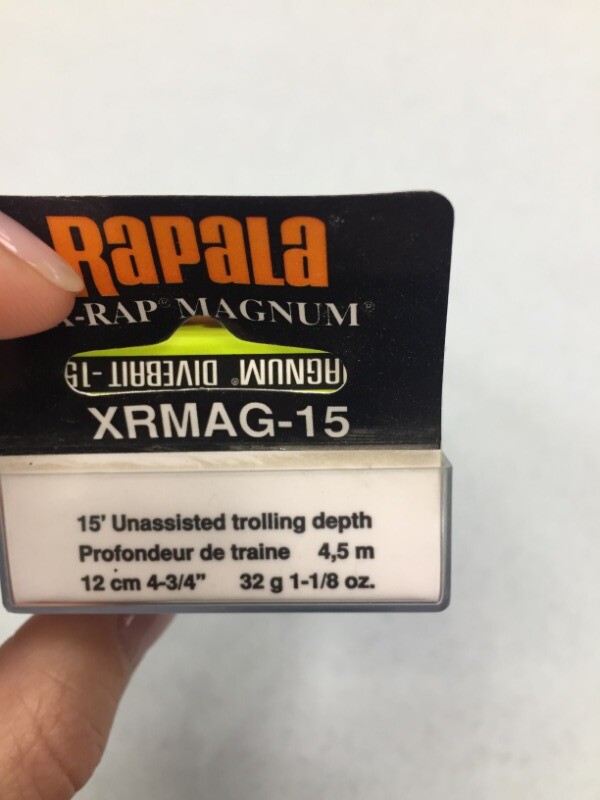 RAPALA
X-RAP® MAGNUM®
AGNUM® DIVEBAIT -15
XRMAG-15
15' Unassisted trolling depth
Profondeur de traine 4,5 m
12 cm 4-3/4" 32 g 1-1/8 oz.